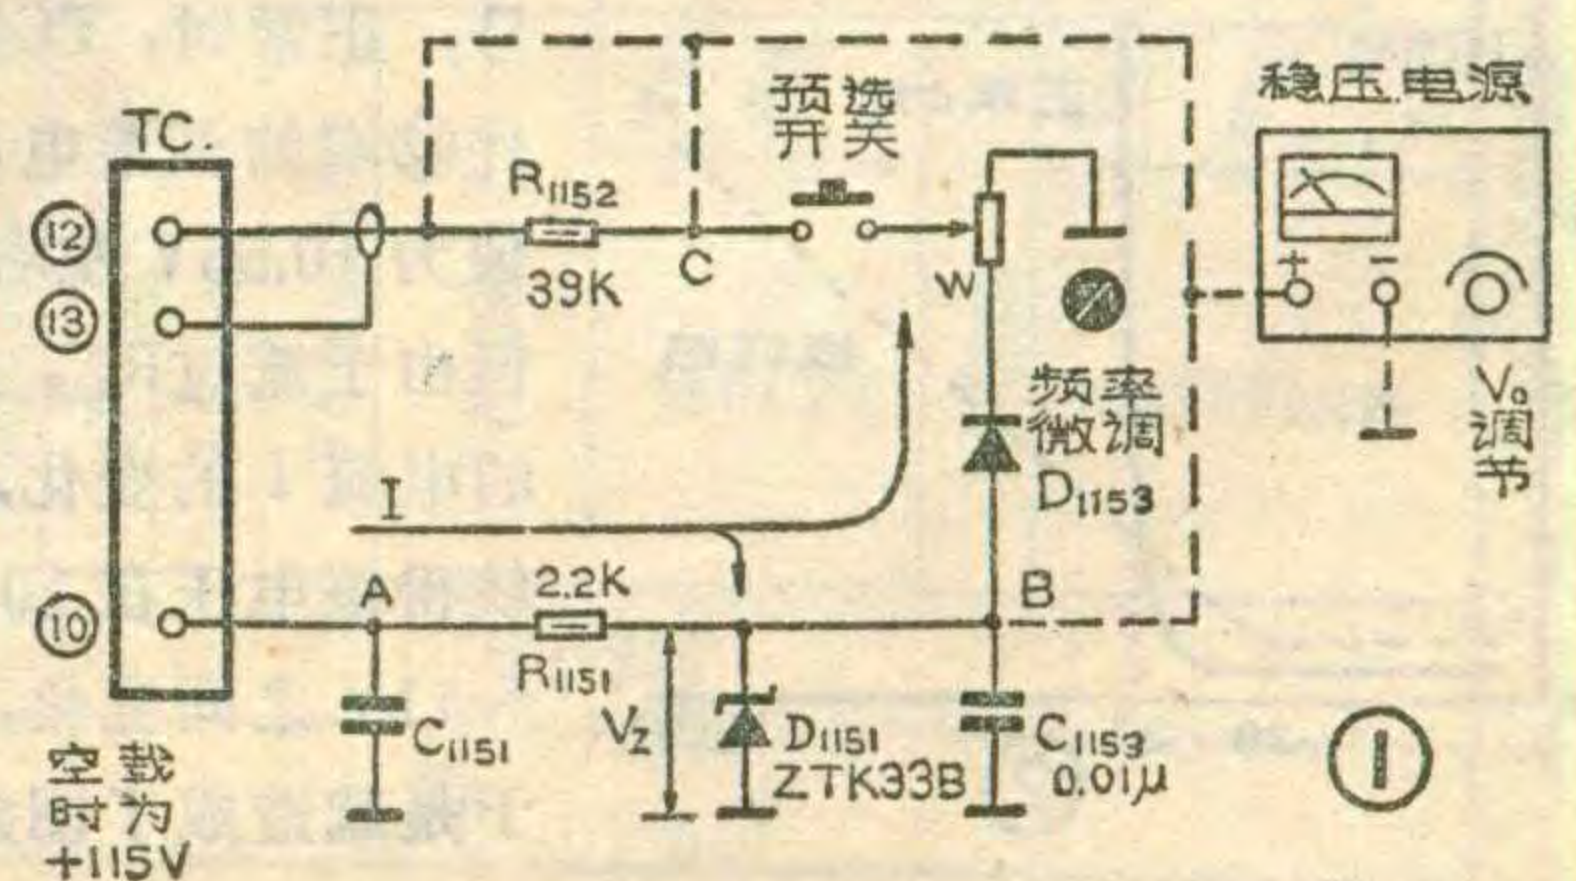 TC.
⑫
⑬
⑩
空载
时为
+115V
R1152
39K
C
预选
开关
W
频率
微调
D1153
稳压电源
+ −
V₀
调
节
I
A
2.2K
R1151
B
C1151
VZ
D1151
ZTK33B
C1153
0.01μ
①